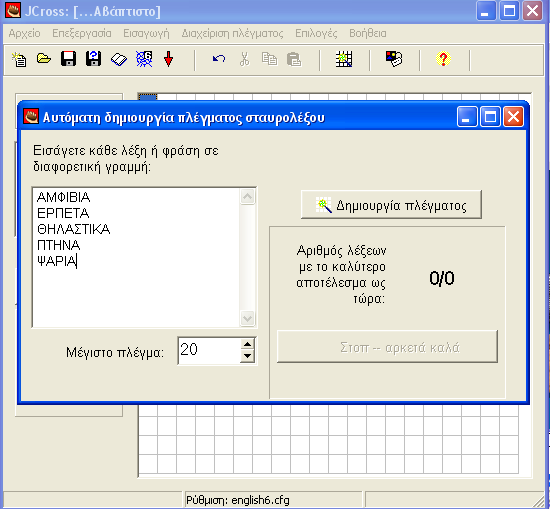 JCross: [...Αβάπτιστο]
Αρχείο Επεξεργασία Εισαγωγή Διαχείριση πλέγματος Επιλογές Βοήθεια
Αυτόματη δημιουργία πλέγματος σταυρολέξου
Εισάγετε κάθε λέξη ή φράση σε
διαφορετική γραμμή:
ΑΜΦΙΒΙΑ
ΕΡΠΕΤΑ
ΘΗΛΑΣΤΙΚΑ
ΠΤΗΝΑ
ΨΑΡΙΑ
Μέγιστο πλέγμα: 20
Δημιουργία πλέγματος
Αριθμός λέξεων
με το καλύτερο
αποτέλεσμα ως
τώρα:
0/0
Στοπ -- αρκετά καλά
Ρύθμιση: english6.cfg